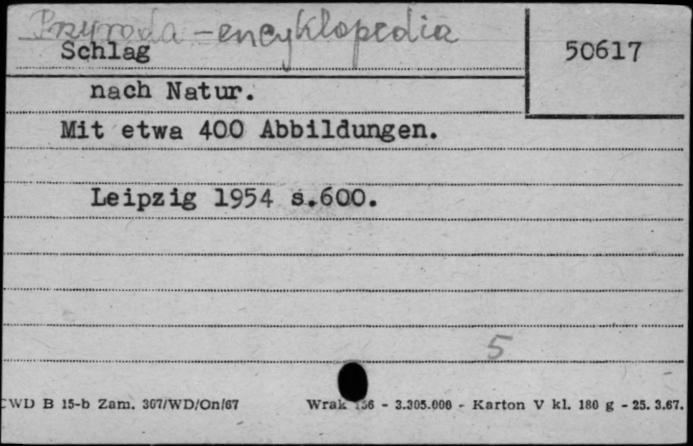 Przyroda - encyklopedia
Schlag
50617
nach Natur.
Mit etwa 400 Abbildungen.
Leipzig 1954 s.600.
5
WD B 15-b Zam. 307/WD/On/67
Wrak - 3.305.000 - Karton V kl. 180 g - 25. 3.67.